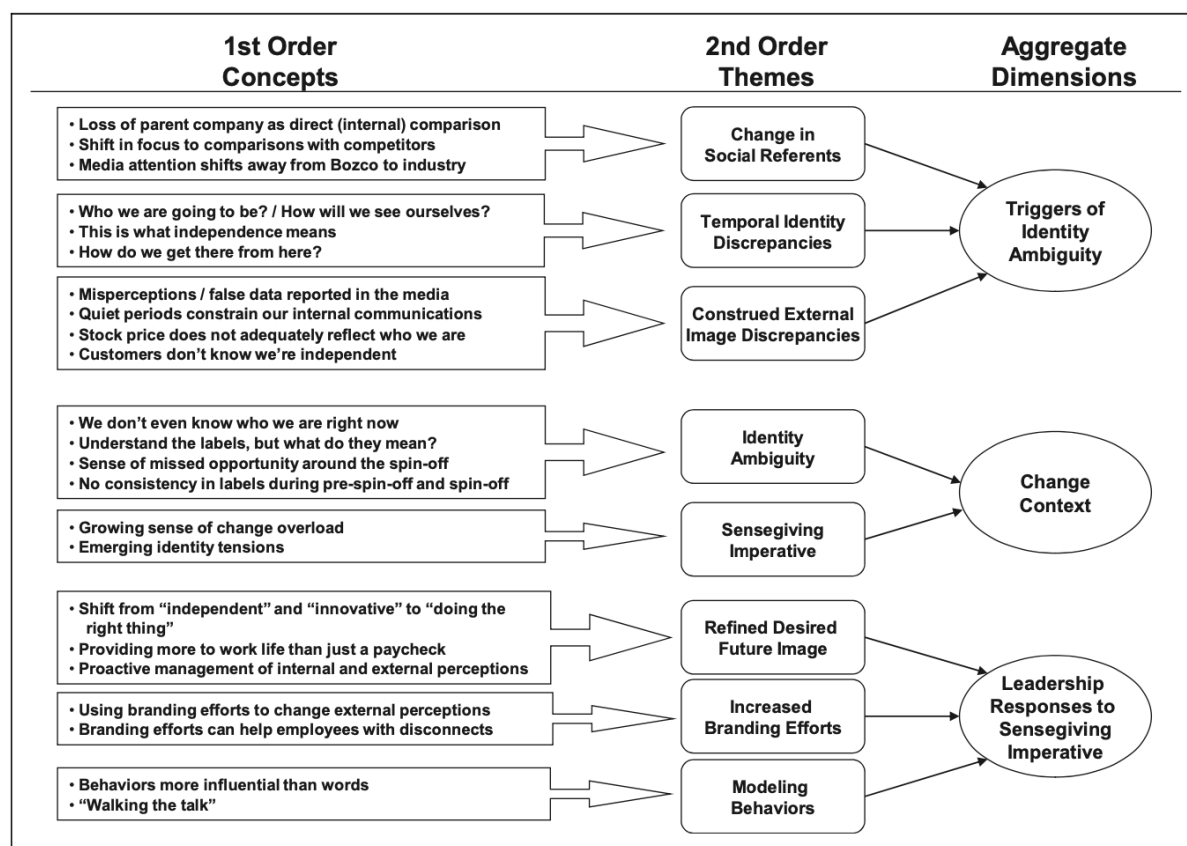 1st Order
Concepts
2nd Order
Themes
Aggregate
Dimensions
• Loss of parent company as direct (internal) comparison
• Shift in focus to comparisons with competitors
• Media attention shifts away from Bozco to industry
Change in
Social Referents
• Who we are going to be? / How will we see ourselves?
• This is what independence means
• How do we get there from here?
Temporal Identity
Discrepancies
Triggers of
Identity
Ambiguity
• Misperceptions / false data reported in the media
• Quiet periods constrain our internal communications
• Stock price does not adequately reflect who we are
• Customers don’t know we’re independent
Construed External
Image Discrepancies
• We don’t even know who we are right now
• Understand the labels, but what do they mean?
• Sense of missed opportunity around the spin-off
• No consistency in labels during pre-spin-off and spin-off
Identity
Ambiguity
Change
Context
• Growing sense of change overload
• Emerging identity tensions
Sensegiving
Imperative
• Shift from “independent” and “innovative” to “doing the
right thing”
• Providing more to work life than just a paycheck
• Proactive management of internal and external perceptions
Refined Desired
Future Image
• Using branding efforts to change external perceptions
• Branding efforts can help employees with disconnects
Increased
Branding Efforts
Leadership
Responses to
Sensegiving
Imperative
• Behaviors more influential than words
• “Walking the talk”
Modeling
Behaviors